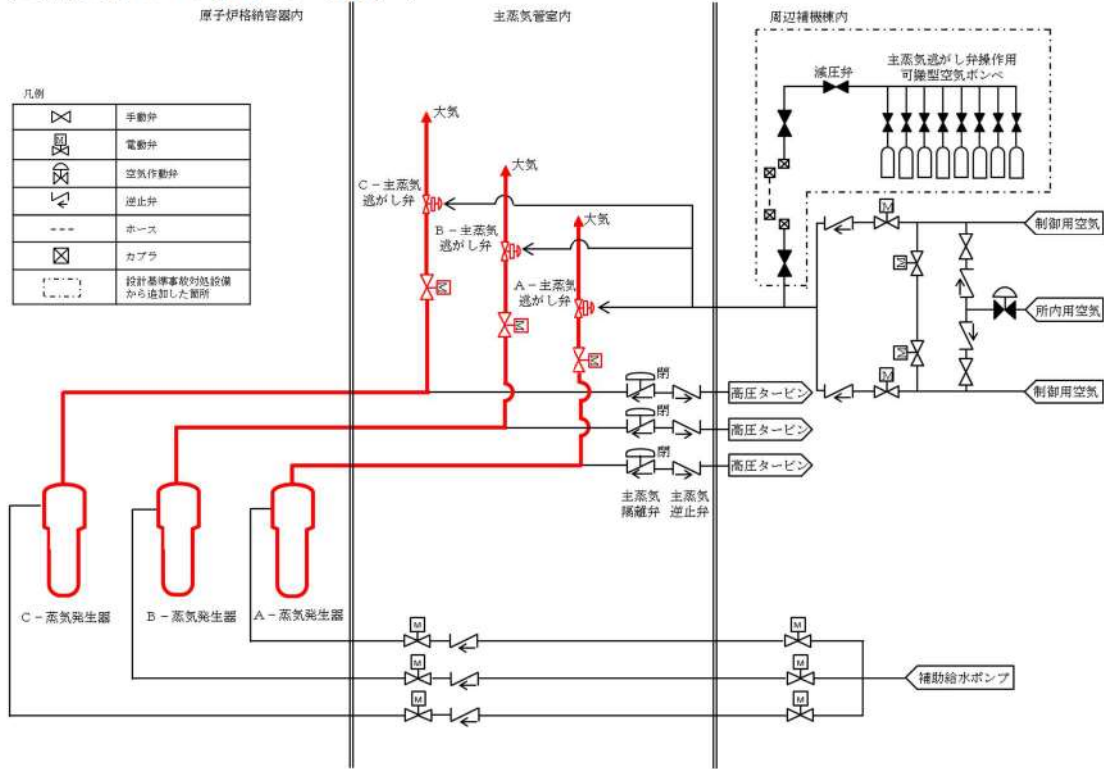 原子炉格納容器内
主蒸気管室内
周辺補機棟内
凡例
手動弁
電動弁
M
空気作動弁
逆止弁
ホース
カプラ
設計基準事故対処設備
から追加した箇所
減圧弁
主蒸気逃がし弁操作用
可搬型空気ボンベ
大気
大気
大気
C-主蒸気
逃がし弁
B-主蒸気
逃がし弁
A-主蒸気
逃がし弁
M
M
M
M
M
M
M
制御用空気
所内用空気
制御用空気
閉
高圧タービン
閉
高圧タービン
閉
高圧タービン
主蒸気
隔離弁
主蒸気
逆止弁
C-蒸気発生器
B-蒸気発生器
A-蒸気発生器
M
M
M
M
M
M
補助給水ポンプ